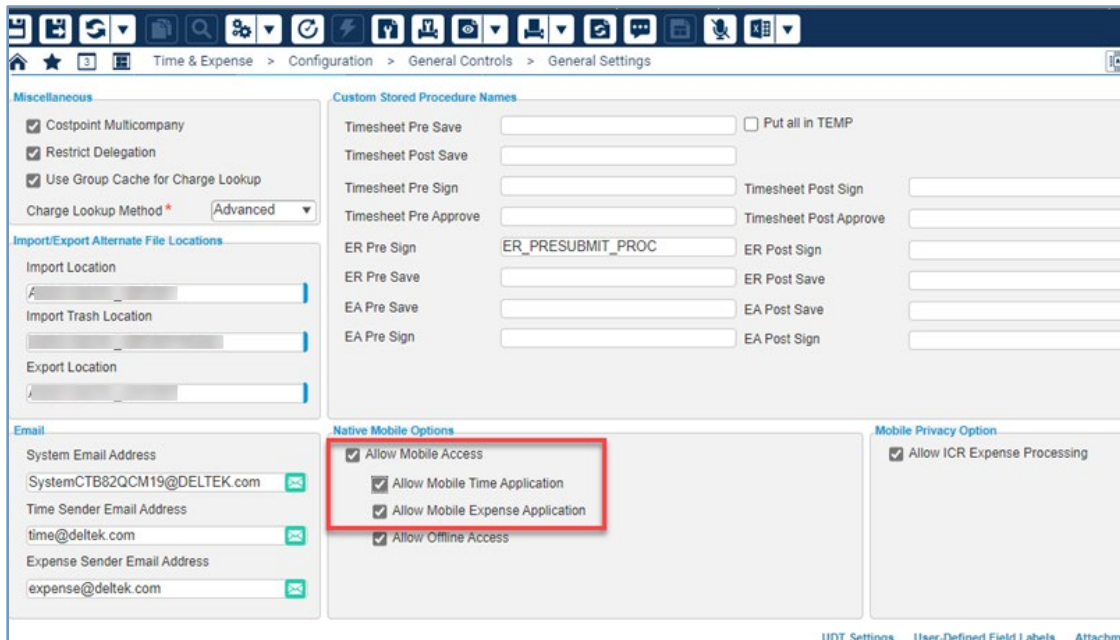 3
Time & Expense > Configuration > General Controls > General Settings
Miscellaneous
Costpoint Multicompany
Restrict Delegation
Use Group Cache for Charge Lookup
Charge Lookup Method * Advanced
Import/Export Alternate File Locations
Import Location
Import Trash Location
Export Location
Custom Stored Procedure Names
Timesheet Pre Save
Put all in TEMP
Timesheet Post Save
Timesheet Pre Sign
Timesheet Post Sign
Timesheet Pre Approve
Timesheet Post Approve
ER Pre Sign ER_PRESUBMIT_PROC
ER Post Sign
ER Pre Save
ER Post Save
EA Pre Save
EA Post Save
EA Pre Sign
EA Post Sign
Email
System Email Address
SystemCTB82QCM19@DELTEK.com
Time Sender Email Address
time@deltek.com
Expense Sender Email Address
expense@deltek.com
Native Mobile Options
Allow Mobile Access
Allow Mobile Time Application
Allow Mobile Expense Application
Allow Offline Access
Mobile Privacy Option
Allow ICR Expense Processing
UDT Settings User-Defined Field Labels Attachm